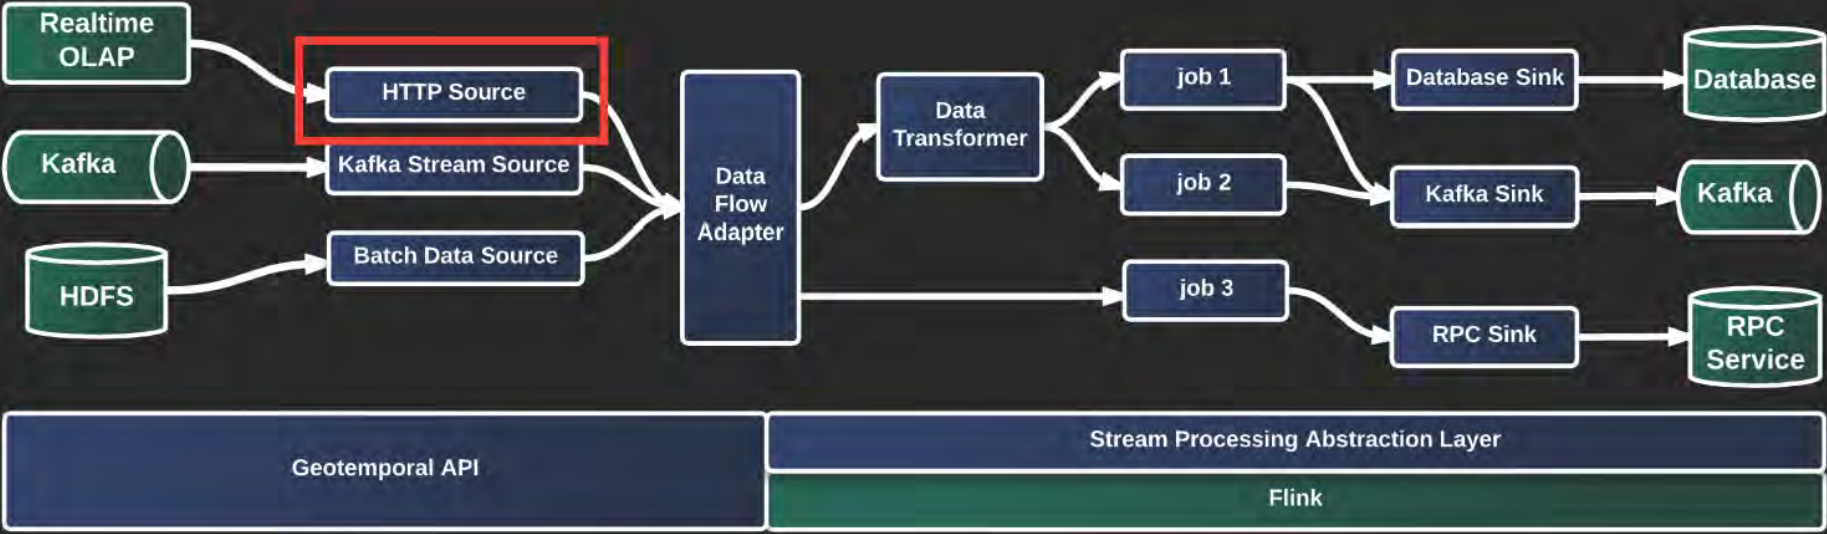 Realtime
OLAP
HTTP Source
Kafka
Kafka Stream Source
HDFS
Batch Data Source
Data
Flow
Adapter
Data
Transformer
job 1
job 2
job 3
Database Sink
Kafka Sink
RPC Sink
Database
Kafka
RPC
Service
Geotemporal API
Stream Processing Abstraction Layer
Flink